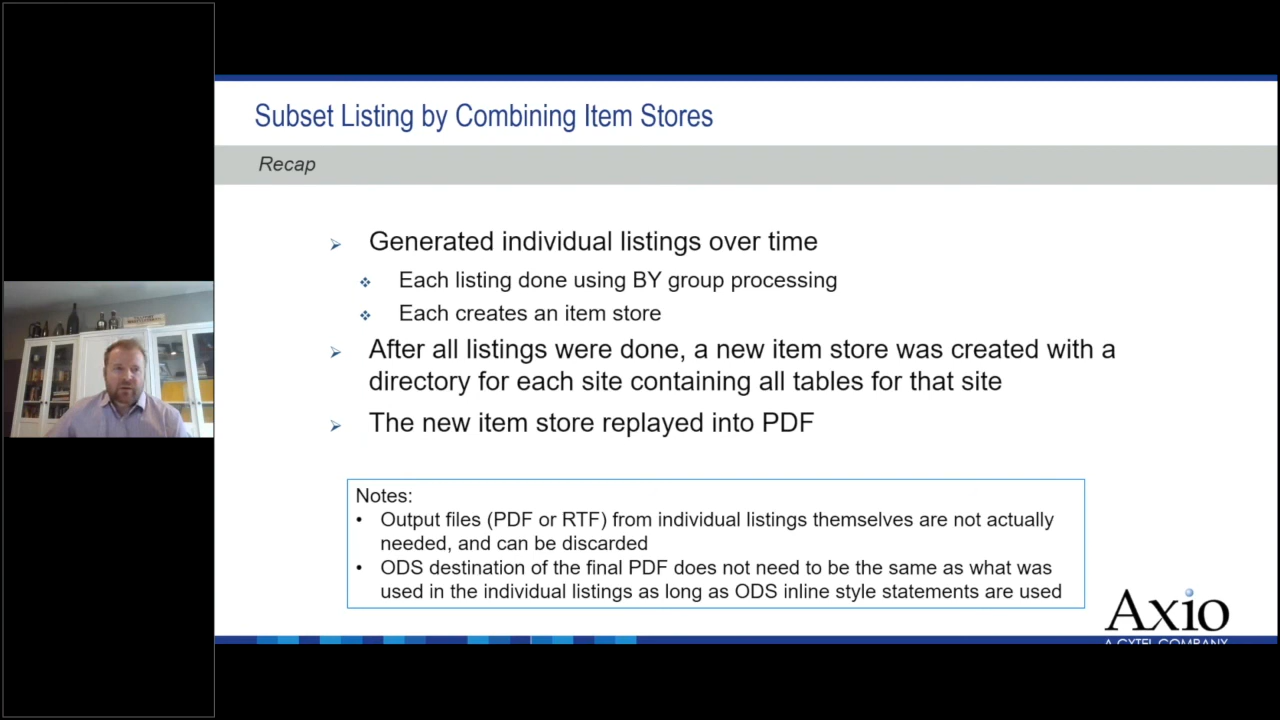 Subset Listing by Combining Item Stores
Recap
Generated individual listings over time
Each listing done using BY group processing
Each creates an item store
After all listings were done, a new item store was created with a
directory for each site containing all tables for that site
The new item store replayed into PDF
Notes:
• Output files (PDF or RTF) from individual listings themselves are not actually
needed, and can be discarded
• ODS destination of the final PDF does not need to be the same as what was
used in the individual listings as long as ODS inline style statements are used
Axio
A CYTEL COMPANY